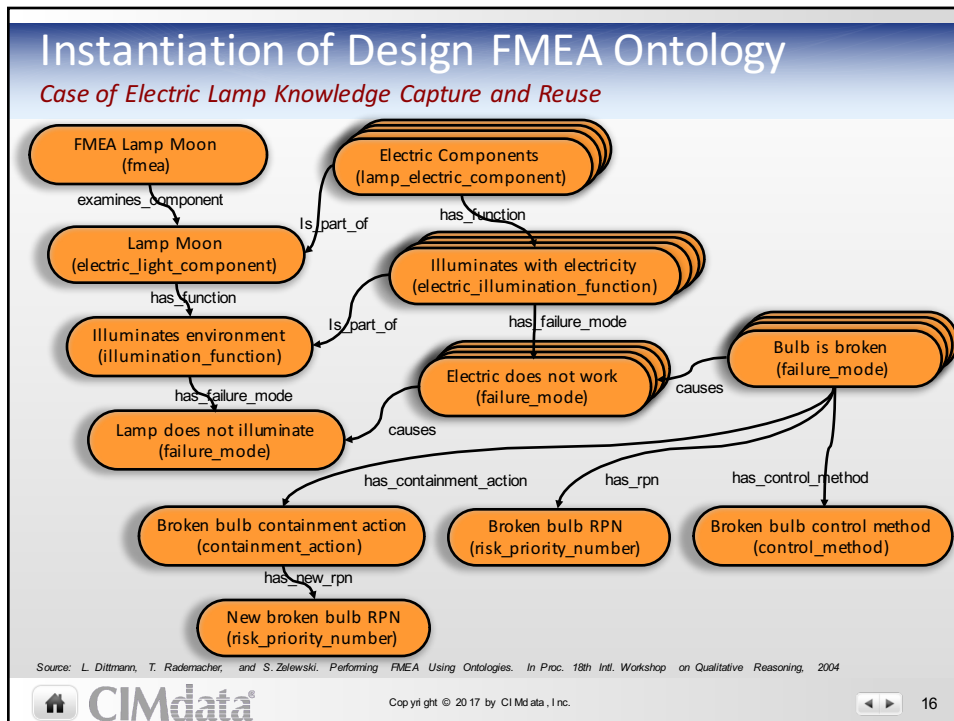 Instantiation of Design FMEA Ontology
Case of Electric Lamp Knowledge Capture and Reuse
FMEA Lamp Moon
(fmea)
Electric Components
(lamp_electric_component)
examines_component
Is_part_of
has_function
Lamp Moon
(electric_light_component)
Illuminates with electricity
(electric_illumination_function)
has_function
Is_part_of
has_failure_mode
Illuminates environment
(illumination_function)
Bulb is broken
(failure_mode)
Electric does not work
(failure_mode)
causes
has_failure_mode
Lamp does not illuminate
(failure_mode)
causes
has_containment_action
has_rpn
has_control_method
Broken bulb containment action
(containment_action)
Broken bulb RPN
(risk_priority_number)
Broken bulb control method
(control_method)
has_new_rpn
New broken bulb RPN
(risk_priority_number)
Source: L. Dittmann, T. Rademacher, and S. Zelewski. Performing FMEA Using Ontologies. In Proc. 18th Intl. Workshop on Qualitative Reasoning, 2004
CIMdata®
Copyright © 2017 by CIMdata, Inc.
16